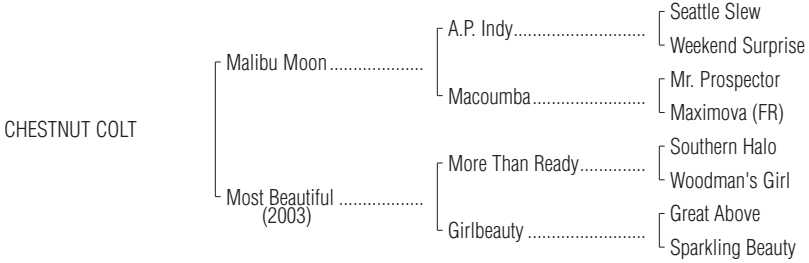 Seattle Slew
A.P. Indy..............................
Weekend Surprise
Malibu Moon.....................
Mr. Prospector
Macoumba..........................
Maximova (FR)
CHESTNUT COLT
Southern Halo
More Than Ready...............
Woodman's Girl
Most Beautiful ...................
(2003)
Great Above
Girlbeauty ...........................
Sparkling Beauty